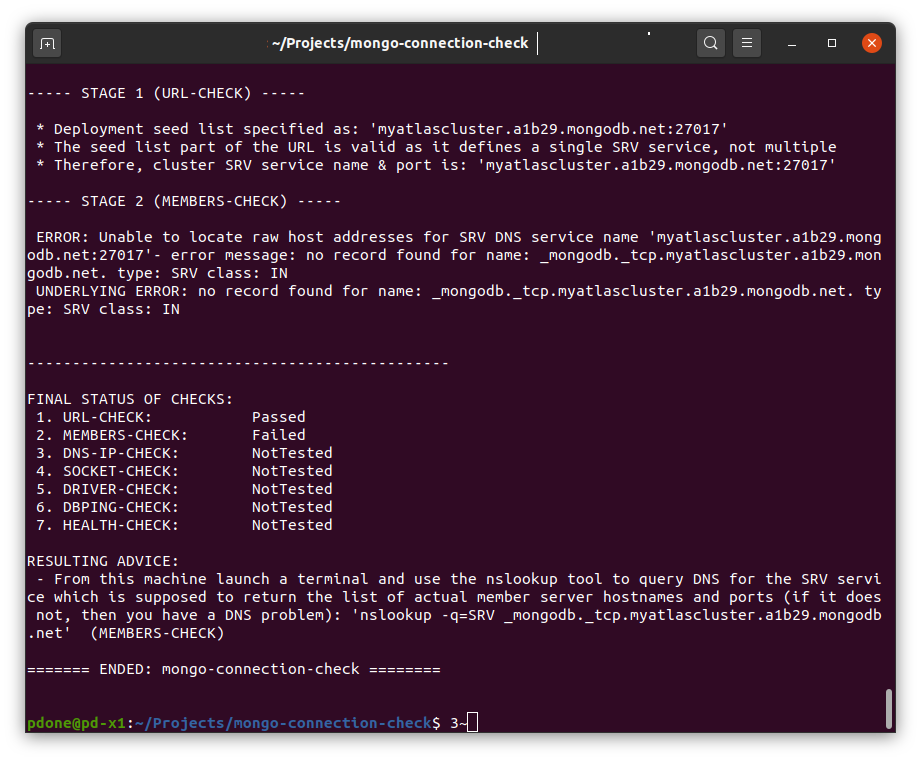 ~/Projects/mongo-connection-check
----- STAGE 1 (URL-CHECK) -----
* Deployment seed list specified as: 'myatlascluster.a1b29.mongodb.net:27017'
* The seed list part of the URL is valid as it defines a single SRV service, not multiple
* Therefore, cluster SRV service name & port is: 'myatlascluster.a1b29.mongodb.net:27017'
----- STAGE 2 (MEMBERS-CHECK) -----
ERROR: Unable to locate raw host addresses for SRV DNS service name 'myatlascluster.a1b29.mong
odb.net:27017'- error message: no record found for name: _mongodb._tcp.myatlascluster.a1b29.mon
godb.net. type: SRV class: IN
UNDERLYING ERROR: no record found for name: _mongodb._tcp.myatlascluster.a1b29.mongodb.net. ty
pe: SRV class: IN
-----------------------------------------------
FINAL STATUS OF CHECKS:
1. URL-CHECK: Passed
2. MEMBERS-CHECK: Failed
3. DNS-IP-CHECK: NotTested
4. SOCKET-CHECK: NotTested
5. DRIVER-CHECK: NotTested
6. DBPING-CHECK: NotTested
7. HEALTH-CHECK: NotTested
RESULTING ADVICE:
- From this machine launch a terminal and use the nslookup tool to query DNS for the SRV servi
ce which is supposed to return the list of actual member server hostnames and ports (if it does
not, then you have a DNS problem): 'nslookup -q=SRV _mongodb._tcp.myatlascluster.a1b29.mongodb
.net'  (MEMBERS-CHECK)
======= ENDED: mongo-connection-check ========
pdone@pd-x1:~/Projects/mongo-connection-check$ 3~